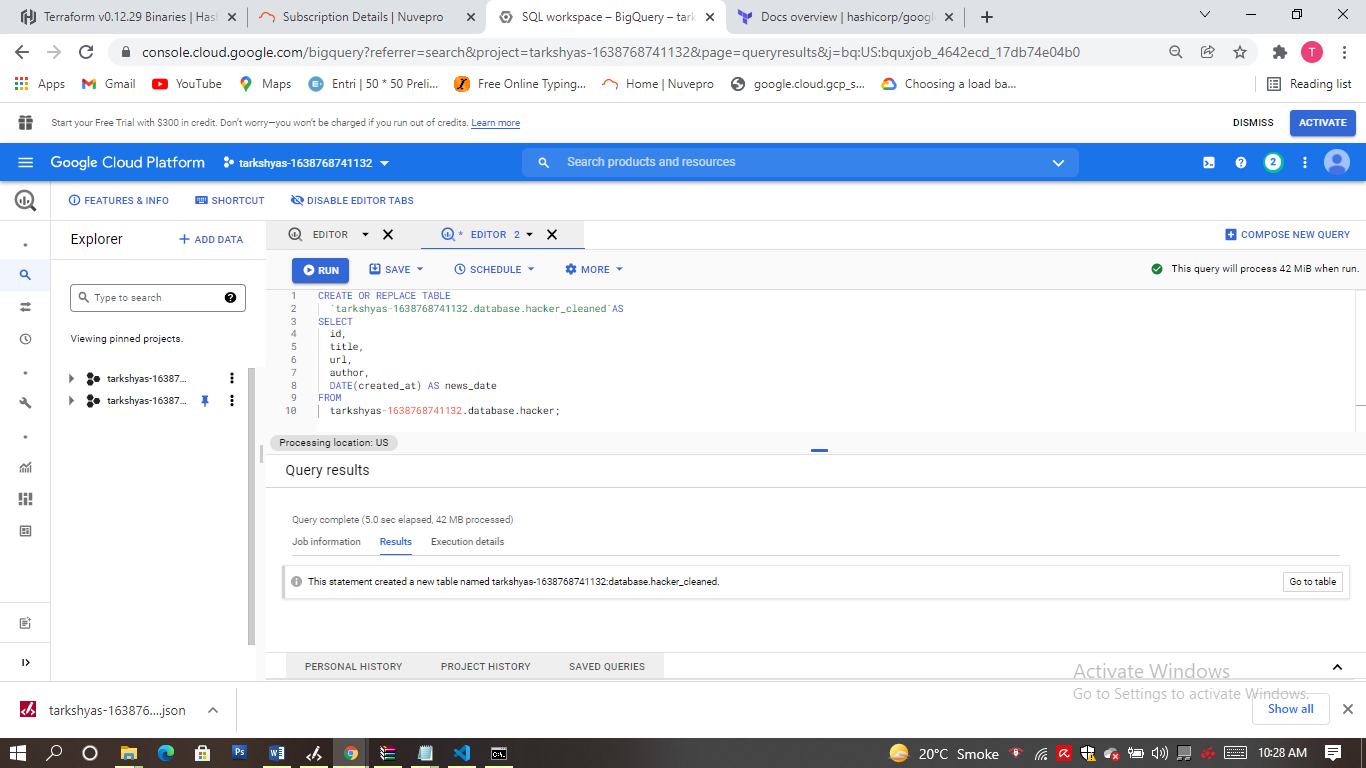 Terraform v0.12.29 Binaries | Hash
Subscription Details | Nuvepro
SQL workspace – BigQuery – tark
Docs overview | hashicorp/google
console.cloud.google.com/bigquery?referrer=search&project=tarkshyas-1638768741132&page=queryresults&j=bq:US:bquxjob_4642ecd_17db74e04b0
T
Apps
Gmail
YouTube
Maps
Entri | 50 * 50 Preli...
Free Online Typing...
Home | Nuvepro
google.cloud.gcp_s...
Choosing a load ba...
Reading list
Start your Free Trial with $300 in credit. Don't worry—you won't be charged if you run out of credits. Learn more
DISMISS
ACTIVATE
Google Cloud Platform
tarkshyas-1638768741132
Search products and resources
2
FEATURES & INFO
SHORTCUT
DISABLE EDITOR TABS
Explorer
+ ADD DATA
EDITOR
* EDITOR 2
COMPOSE NEW QUERY
RUN
SAVE
SCHEDULE
MORE
This query will process 42 MiB when run.
Type to search
Viewing pinned projects.
tarkshyas-16387...
tarkshyas-16387...
1 CREATE OR REPLACE TABLE
2 `tarkshyas-1638768741132.database.hacker_cleaned`AS
3 SELECT
4 id,
5 title,
6 url,
7 author,
8 DATE(created_at) AS news_date
9 FROM
10 tarkshyas-1638768741132.database.hacker;
Processing location: US
Query results
Query complete (5.0 sec elapsed, 42 MB processed)
Job information
Results
Execution details
This statement created a new table named tarkshyas-1638768741132:database.hacker_cleaned.
Go to table
PERSONAL HISTORY
PROJECT HISTORY
SAVED QUERIES
Activate Windows
Go to Settings to activate Windows.
tarkshyas-163876....json
Show all
20°C Smoke
10:28 AM